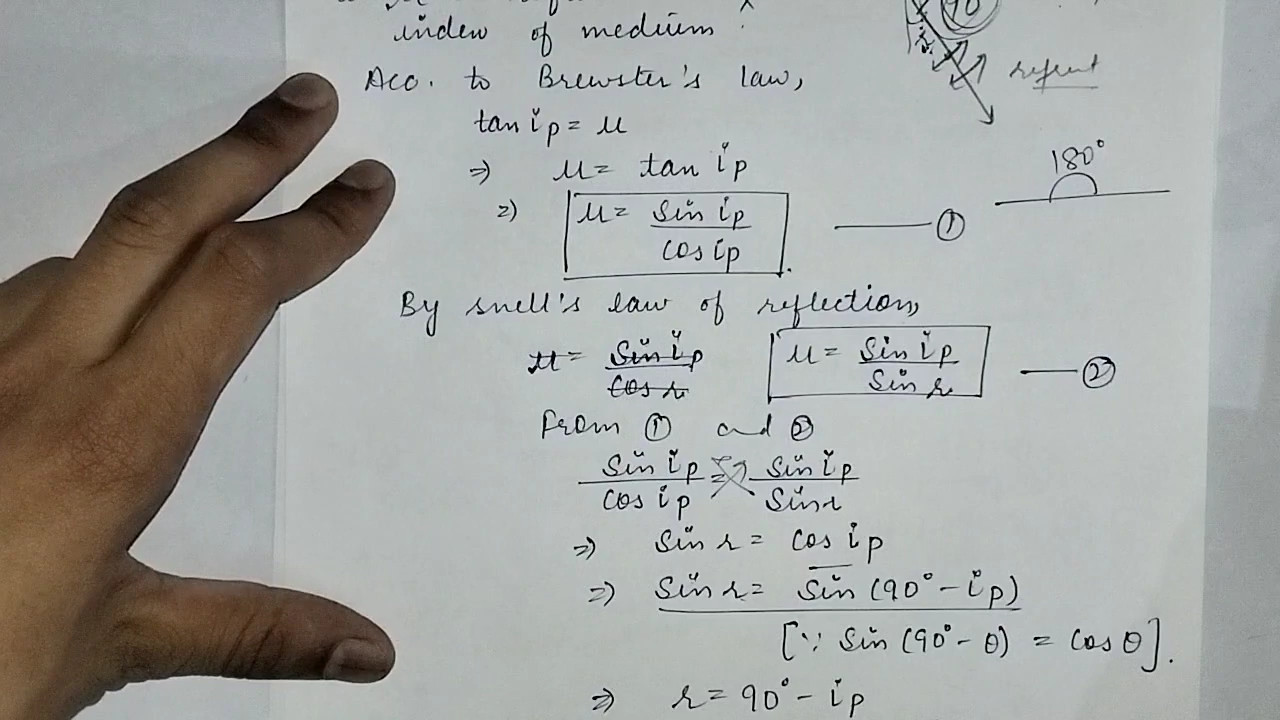 index of medium
90
Acc. to Brewster's law,
tan ip = μ
⇒ μ = tan ip
180°
⇒ μ = sin ip / cos ip ——— ①
By snell's law of reflection,
μ = sin ip / cos r μ = sin ip / sin r —— ②
From ① and ②
sin ip / cos ip = sin ip / sin r
⇒ sin r = cos ip
⇒ sin r = sin (90° - ip)
[∵ sin (90° - θ) = cos θ].
⇒ r = 90° - ip